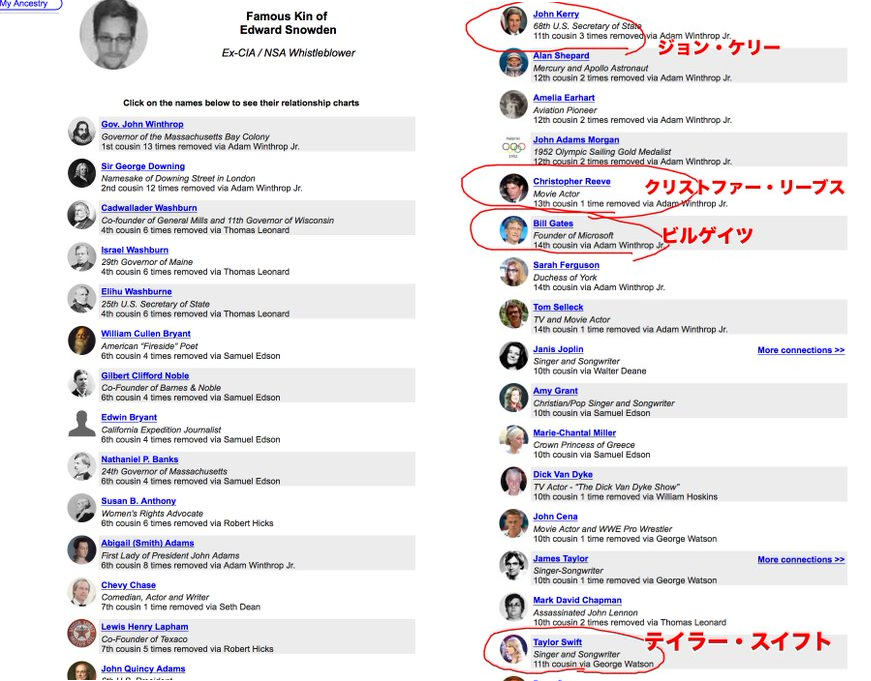 My Ancestry
Famous Kin of
Edward Snowden
Ex-CIA / NSA Whistleblower
Click on the names below to see their relationship charts
Gov. John Winthrop
Governor of the Massachusetts Bay Colony
1st cousin 13 times removed via Adam Winthrop Jr.
Sir George Downing
Namesake of Downing Street in London
2nd cousin 12 times removed via Adam Winthrop Jr.
Cadwallader Washburn
Co-founder of General Mills and 11th Governor of Wisconsin
4th cousin 6 times removed via Thomas Leonard
Israel Washburn
29th Governor of Maine
4th cousin 6 times removed via Thomas Leonard
Elihu Washburne
25th U.S. Secretary of State
4th cousin 6 times removed via Thomas Leonard
William Cullen Bryant
American "Fireside" Poet
6th cousin 4 times removed via Samuel Edson
Gilbert Clifford Noble
Co-Founder of Barnes & Noble
6th cousin 4 times removed via Samuel Edson
Edwin Bryant
California Expedition Journalist
6th cousin 4 times removed via Samuel Edson
Nathaniel P. Banks
24th Governor of Massachusetts
6th cousin 4 times removed via Samuel Edson
Susan B. Anthony
Women's Rights Advocate
6th cousin 6 times removed via Robert Hicks
Abigail (Smith) Adams
First Lady of President John Adams
6th cousin 8 times removed via Adam Winthrop Jr.
Chevy Chase
Comedian, Actor and Writer
7th cousin 1 time removed via Seth Dean
Lewis Henry Lapham
Co-Founder of Texaco
7th cousin 5 times removed via Robert Hicks
John Quincy Adams
John Kerry
68th U.S. Secretary of State
11th cousin 3 times removed via Adam Winthrop Jr.
ジョン・ケリー
Alan Shepard
Mercury and Apollo Astronaut
12th cousin 2 times removed via Adam Winthrop Jr.
Amelia Earhart
Aviation Pioneer
12th cousin 2 times removed via Adam Winthrop Jr.
John Adams Morgan
1952 Olympic Sailing Gold Medalist
12th cousin 2 times removed via Adam Winthrop Jr.
Christopher Reeve
Movie Actor
13th cousin 1 time removed via Adam Winthrop Jr.
クリストファー・リーブス
Bill Gates
Founder of Microsoft
14th cousin via Adam Winthrop Jr.
ビルゲイツ
Sarah Ferguson
Duchess of York
14th cousin via Adam Winthrop Jr.
Tom Selleck
TV and Movie Actor
14th cousin 1 time removed via Adam Winthrop Jr.
Janis Joplin More connections >>
Singer and Songwriter
10th cousin via Walter Deane
Amy Grant
Christian/Pop Singer and Songwriter
10th cousin via Samuel Edson
Marie-Chantal Miller
Crown Princess of Greece
10th cousin via Samuel Edson
Dick Van Dyke
TV Actor - "The Dick Van Dyke Show"
10th cousin 1 time removed via William Hoskins
John Cena
Movie Actor and WWE Pro Wrestler
10th cousin 1 time removed via George Watson
James Taylor More connections >>
Singer-Songwriter
10th cousin 1 time removed via George Watson
Mark David Chapman
Assassinated John Lennon
10th cousin 2 times removed via Thomas Leonard
Taylor Swift
Singer and Songwriter
11th cousin via George Watson
テイラー・スイフト